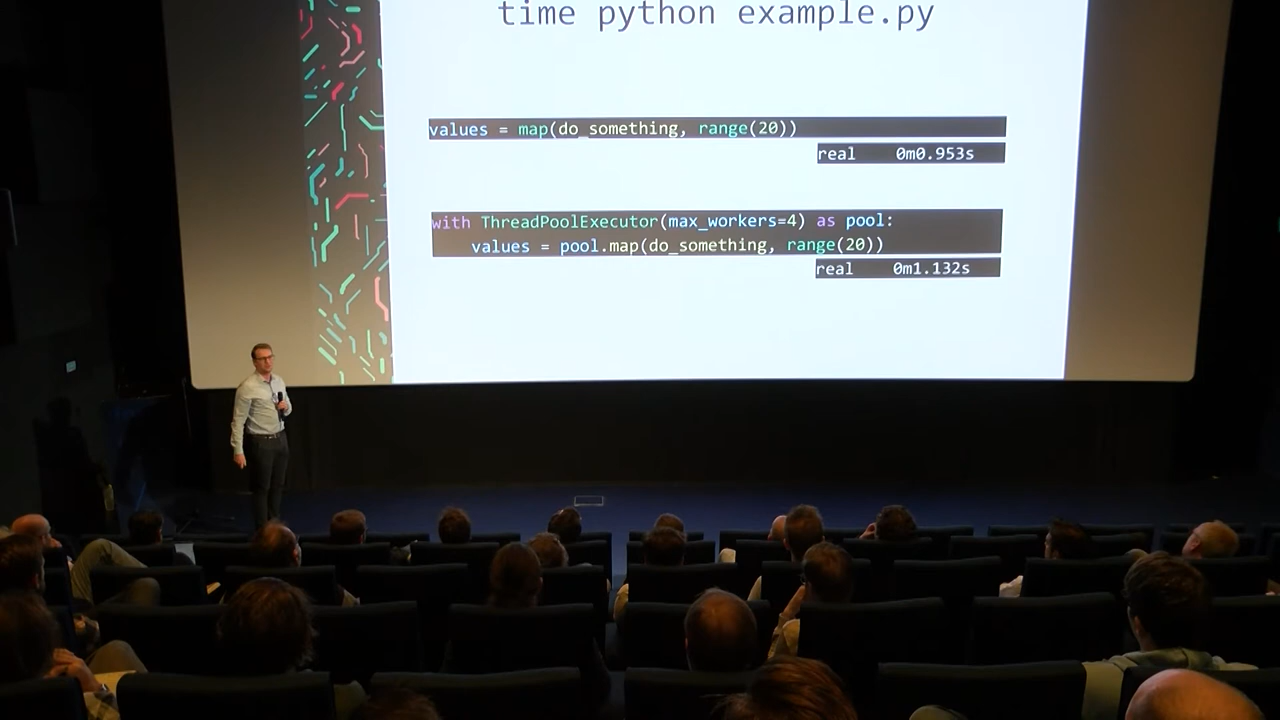 time python example.py
values = map(do_something, range(20))
real 0m0.953s
with ThreadPoolExecutor(max_workers=4) as pool:
values = pool.map(do_something, range(20))
real 0m1.132s